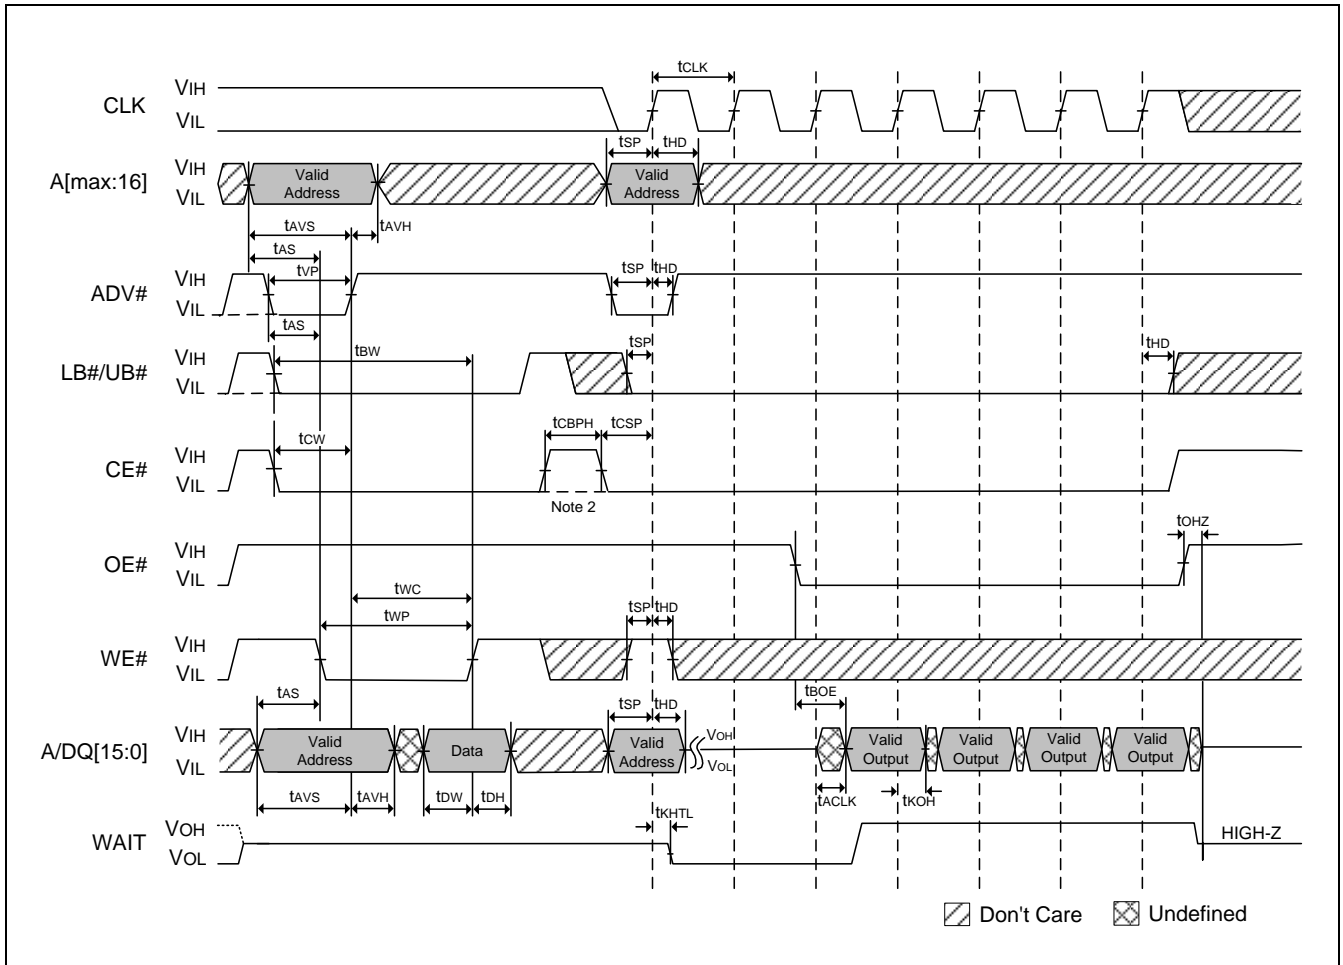 tCLK
VIH
CLK
VIL
tSP tHD
VIH
A[max:16]
VIL
Valid Address
Valid Address
tAVS tAVH
tAS
tVP
tSP tHD
VIH
ADV#
VIL
tAS
tBW
tSP
tHD
VIH
LB#/UB#
VIL
tCBPH tCSP
tCW
VIH
CE#
VIL
Note 2
tOHZ
VIH
OE#
VIL
tWC
tWP
tSP tHD
VIH
WE#
VIL
tAS
tSP tHD
tBOE
VIH
A/DQ[15:0]
VIL
Valid Address
Data
Valid Address
VOH
VOL
Valid Output
Valid Output
Valid Output
Valid Output
tAVS tAVH tDW tDH
tACLK tKOH
tKHTL
VOH
WAIT
VOL
HIGH-Z
Don't Care
Undefined